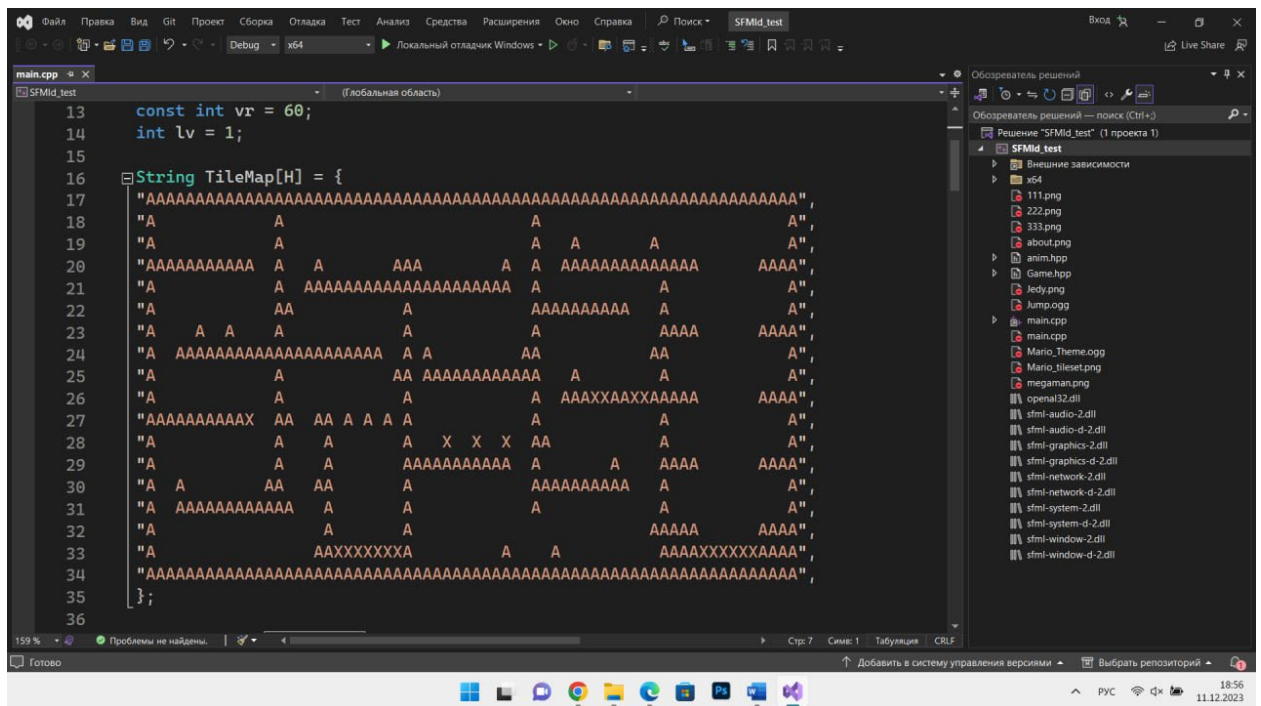 Файл Правка Вид Git Проект Сборка Отладка Тест Анализ Средства Расширения Окно Справка Поиск SFMld_test Вход
Debug x64 Локальный отладчик Windows Live Share
main.cpp
SFMld_test (Глобальная область)
13 const int vr = 60;
14 int lv = 1;
15
16 String TileMap[H] = {
17 "AAAAAAAAAAAAAAAAAAAAAAAAAAAAAAAAAAAAAAAAAAAAAAAAAAAAAAAAAAAAAAAAAA",
18 "A            A                         A                         A",
19 "A            A                         A   A       A             A",
20 "AAAAAAAAAAA  A   A       AAA        A  A  AAAAAAAAAAAAAA      AAAA",
21 "A            A  AAAAAAAAAAAAAAAAAAAAA  A            A            A",
22 "A            AA           A            AAAAAAAAAA   A            A",
23 "A    A  A    A            A            A            AAAA      AAAA",
24 "A  AAAAAAAAAAAAAAAAAAAAA  A A         AA           AA            A",
25 "A            A           AA AAAAAAAAAAAA   A        A            A",
26 "A            A            A            A  AAAXXAAXXAAAAA      AAAA",
27 "AAAAAAAAAAX  AA  AA A A A A            A            A            A",
28 "A            A    A       A   X  X  X  AA           A            A",
29 "A            A    A       AAAAAAAAAAA  A       A    AAAA      AAAA",
30 "A  A        AA   AA       A            AAAAAAAAAA   A            A",
31 "A  AAAAAAAAAAAA   A       A            A            A            A",
32 "A                 A       A                        AAAAA      AAAA",
33 "A                AAXXXXXXXA         A    A          AAAAXXXXXXAAAA",
34 "AAAAAAAAAAAAAAAAAAAAAAAAAAAAAAAAAAAAAAAAAAAAAAAAAAAAAAAAAAAAAAAAAA",
35 };
36
159 % Проблемы не найдены. Стр: 7 Симв: 1 Табуляция CRLF
Обозреватель решений
Обозреватель решений — поиск (Ctrl+;)
Решение "SFMld_test" (1 проекта 1)
SFMld_test
Внешние зависимости
x64
111.png
222.png
333.png
about.png
anim.hpp
Game.hpp
Jedy.png
Jump.ogg
main.cpp
main.cpp
Mario_Theme.ogg
Mario_tileset.png
megaman.png
openal32.dll
sfml-audio-2.dll
sfml-audio-d-2.dll
sfml-graphics-2.dll
sfml-graphics-d-2.dll
sfml-network-2.dll
sfml-network-d-2.dll
sfml-system-2.dll
sfml-system-d-2.dll
sfml-window-2.dll
sfml-window-d-2.dll
Готово Добавить в систему управления версиями Выбрать репозиторий 1
РУС 18:56
11.12.2023